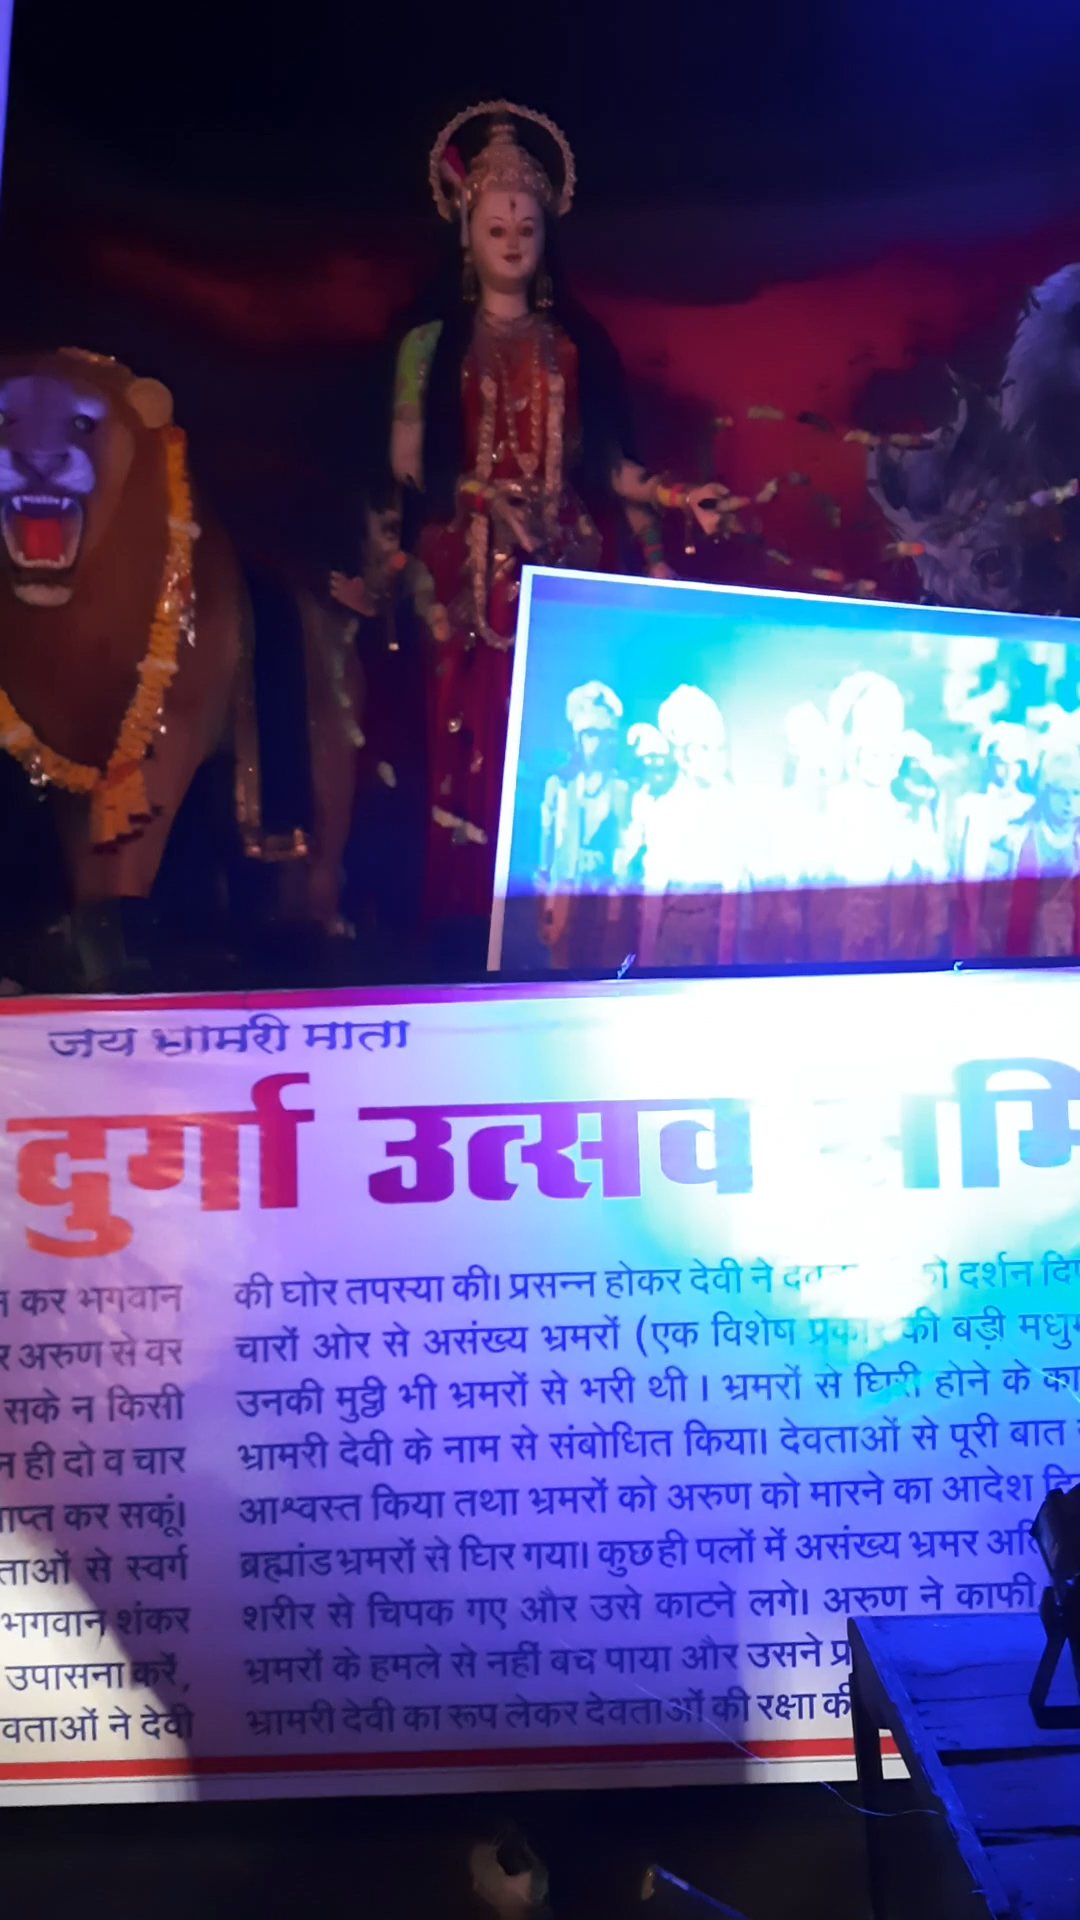 जय भ्रामरी माता
दुर्गा उत्सव
कर भगवान
अरुण से वर
सके न किसी
ही दो व चार
कर सकूं।
से स्वर्ग
भगवान शंकर
उपासना करें,
ने देवी
की घोर तपस्या की। प्रसन्न होकर देवी ने दर्शन
चारों ओर से असंख्य भ्रमरों (एक विशेष प्रकार की बड़ी
उनकी मुट्ठी भी भ्रमरों से भरी थी । भ्रमरों से घिरी होने के
भ्रामरी देवी के नाम से संबोधित किया। देवताओं से पूरी बात
आश्वस्त किया तथा भ्रमरों को अरुण को मारने का आदेश
ब्रह्मांड भ्रमरों से घिर गया। कुछ ही पलों में असंख्य भ्रमर
शरीर से चिपक गए और उसे काटने लगे। अरुण ने काफी
भ्रमरों के हमले से नहीं बच पाया और उसने
भ्रामरी देवी का रूप लेकर देवताओं की रक्षा की